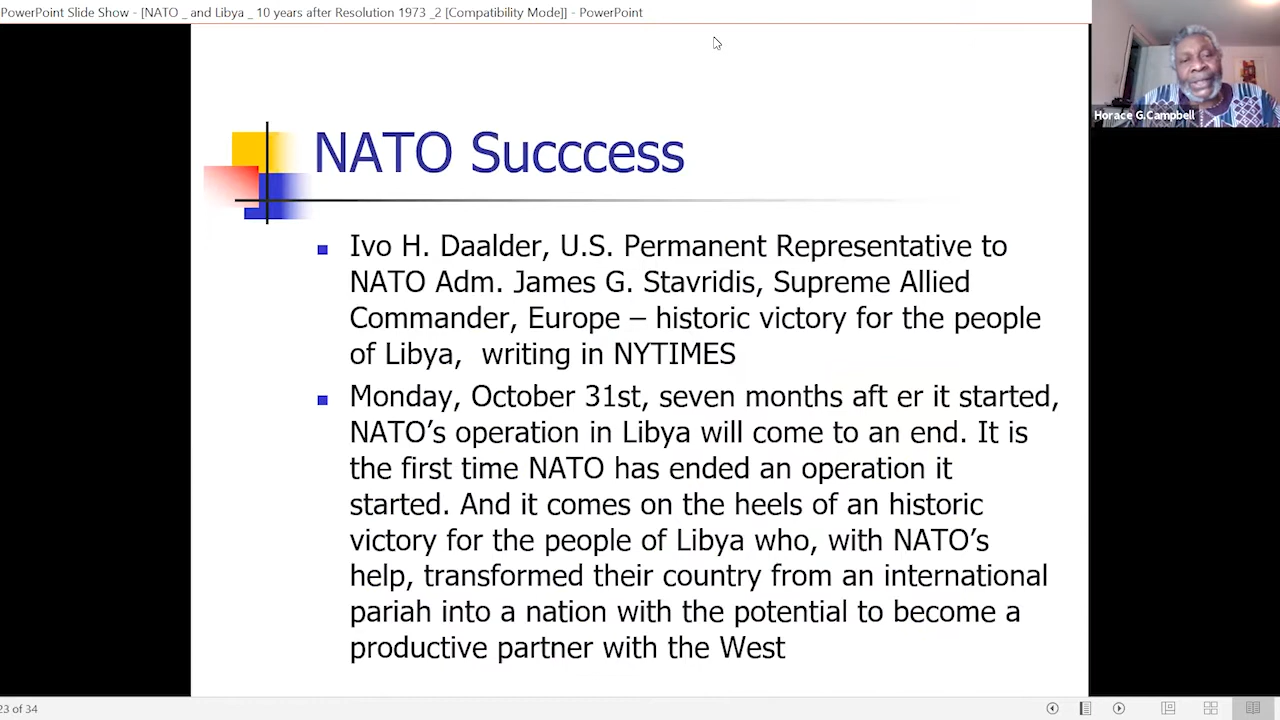 PowerPoint Slide Show - [NATO _ and Libya _ 10 years after Resolution 1973 _2 [Compatibility Mode]] - PowerPoint
Horace G.Campbell
NATO Succcess
Ivo H. Daalder, U.S. Permanent Representative to
NATO Adm. James G. Stavridis, Supreme Allied
Commander, Europe – historic victory for the people
of Libya, writing in NYTIMES
Monday, October 31st, seven months aft er it started,
NATO’s operation in Libya will come to an end. It is
the first time NATO has ended an operation it
started. And it comes on the heels of an historic
victory for the people of Libya who, with NATO’s
help, transformed their country from an international
pariah into a nation with the potential to become a
productive partner with the West
23 of 34